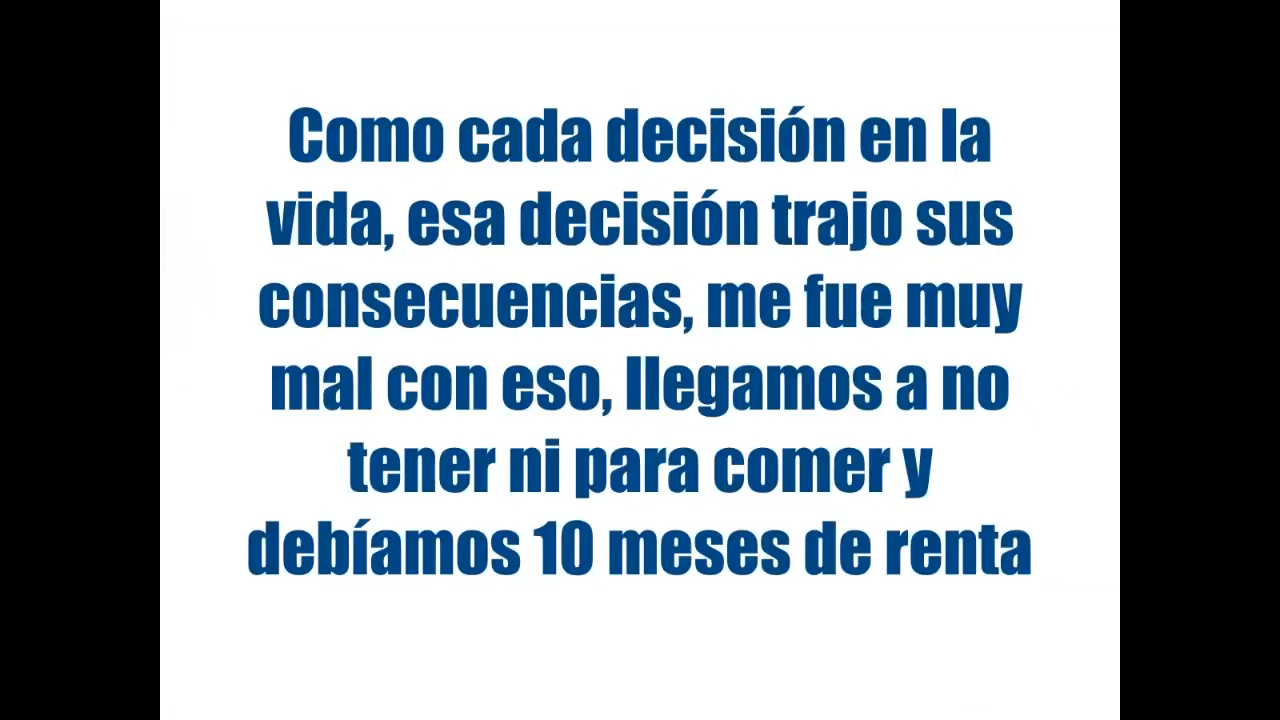 Como cada decisión en la
vida, esa decisión trajo sus
consecuencias, me fue muy
mal con eso, llegamos a no
tener ni para comer y
debíamos 10 meses de renta